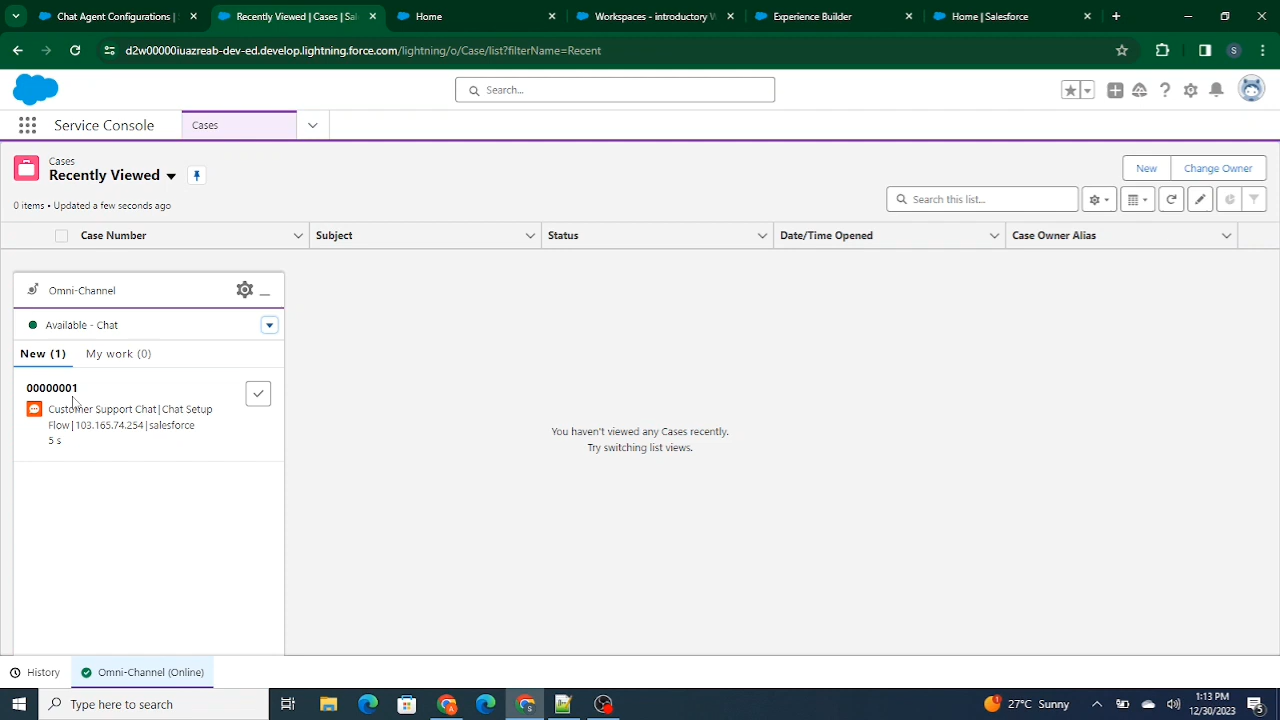 Chat Agent Configurations |
Recently Viewed | Cases | Sal
Home
Workspaces - introductory W
Experience Builder
Home | Salesforce
d2w00000iuazreab-dev-ed.develop.lightning.force.com/lightning/o/Case/list?filterName=Recent
S
Search...
Service Console
Cases
Cases
Recently Viewed
New
Change Owner
0 items • Updated a few seconds ago
Search this list...
Case Number
Subject
Status
Date/Time Opened
Case Owner Alias
Omni-Channel
Available - Chat
New (1)
My work (0)
00000001
Customer Support Chat|Chat Setup
Flow|103.165.74.254|salesforce
5 s
You haven't viewed any Cases recently.
Try switching list views.
History
Omni-Channel (Online)
Type here to search
27°C Sunny
1:13 PM
12/30/2023